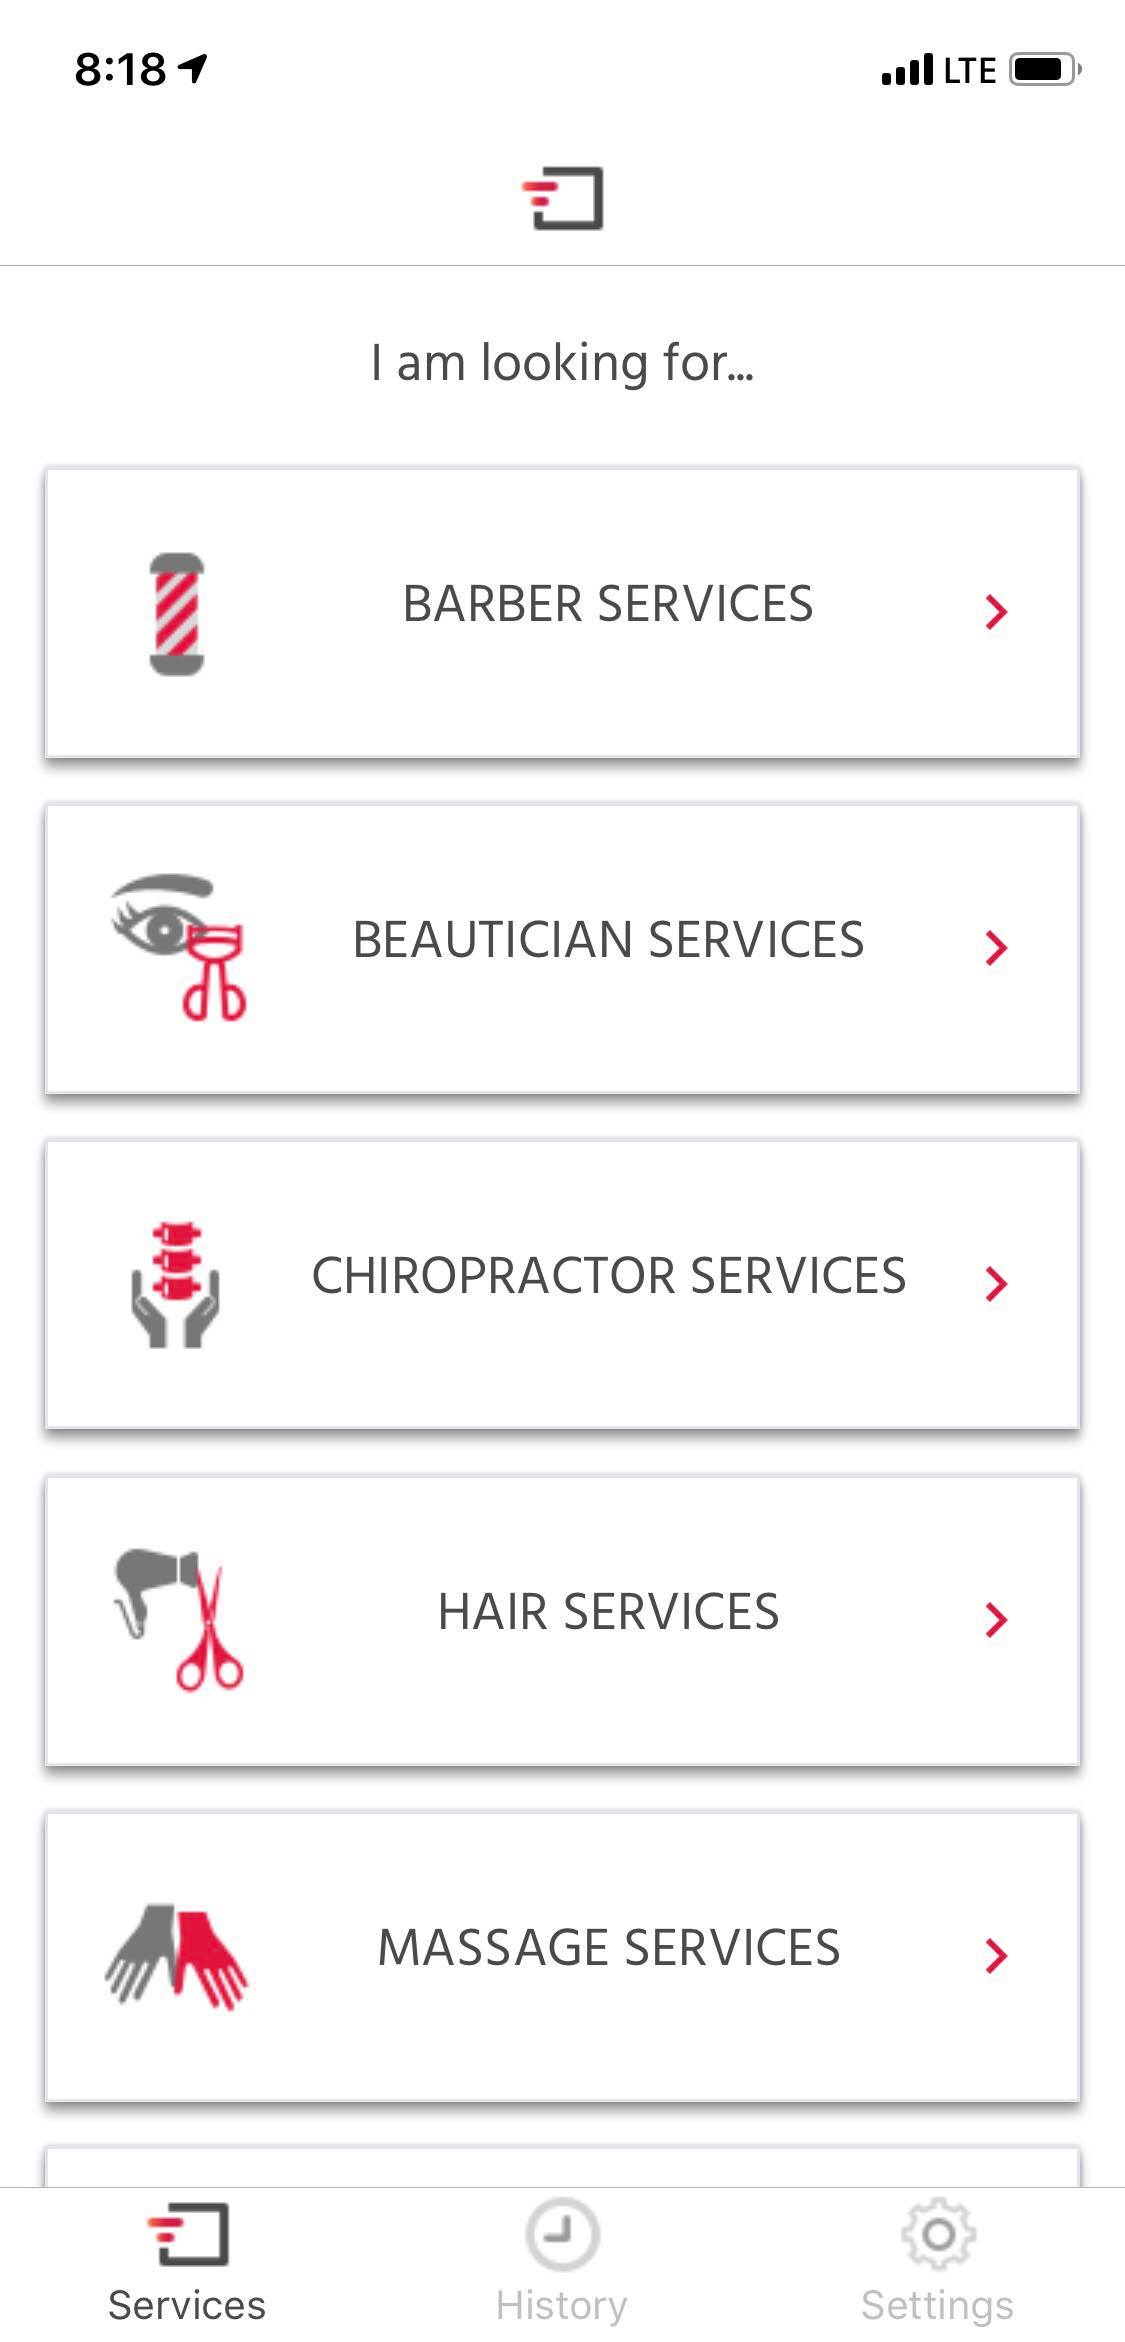 8:18
LTE
I am looking for...
BARBER SERVICES
BEAUTICIAN SERVICES
CHIROPRACTOR SERVICES
HAIR SERVICES
MASSAGE SERVICES
Services
History
Settings